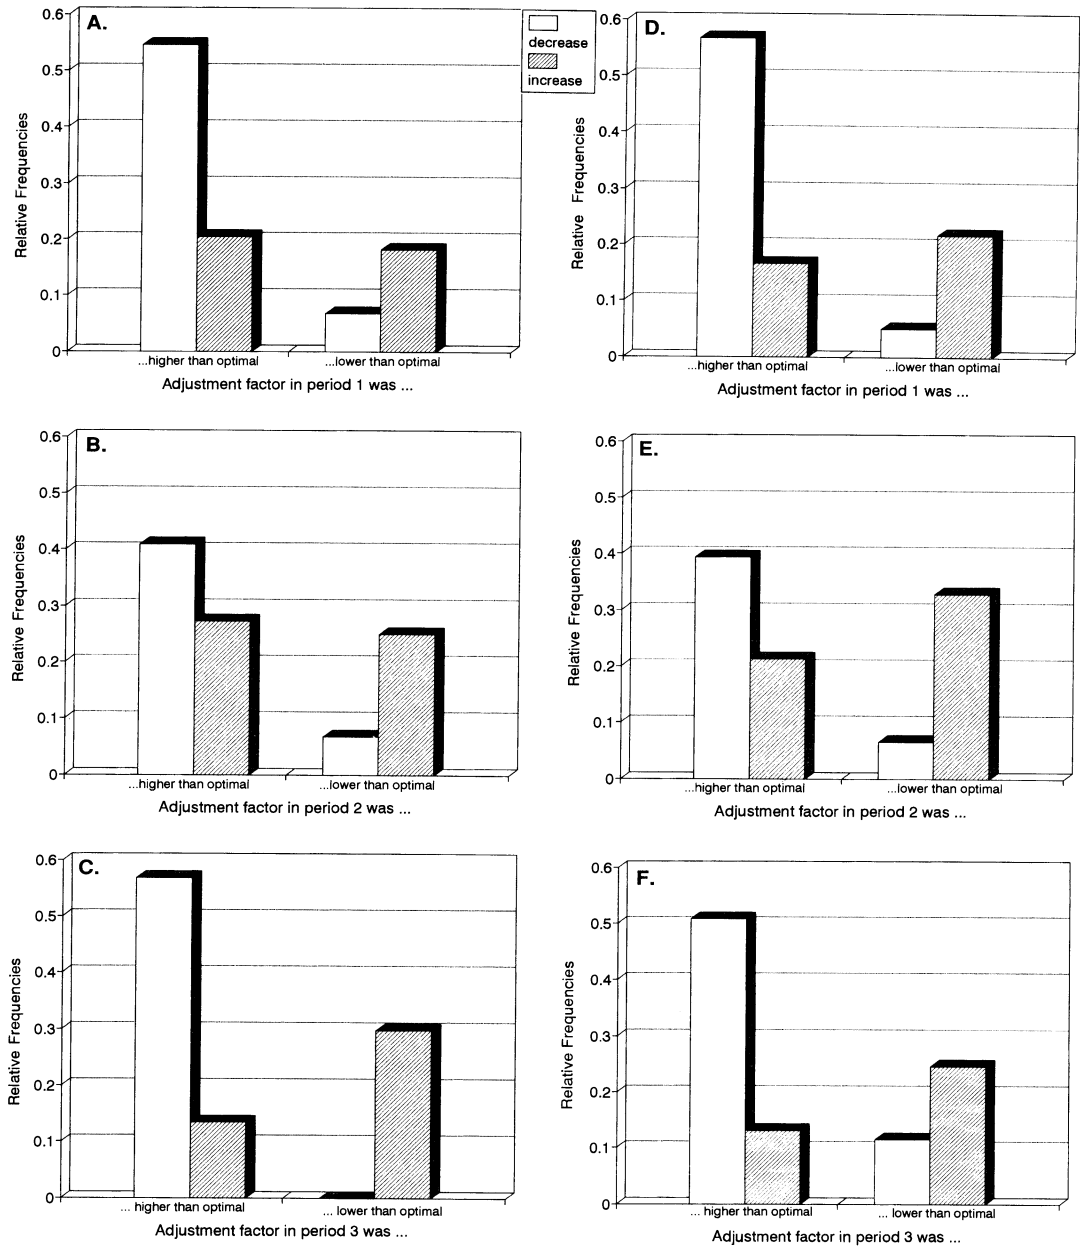 A.
0.6
0.5
0.4
0.3
0.2
0.1
0
Relative Frequencies
...higher than optimal
...lower than optimal
Adjustment factor in period 1 was ...
decrease
increase
D.
0.6
0.5
0.4
0.3
0.2
0.1
0
Relative Frequencies
...higher than optimal
...lower than optimal
Adjustment factor in period 1 was ...
B.
0.6
0.5
0.4
0.3
0.2
0.1
0
Relative Frequencies
...higher than optimal
...lower than optimal
Adjustment factor in period 2 was ...
E.
0.6
0.5
0.4
0.3
0.2
0.1
0
Relative Frequencies
...higher than optimal
...lower than optimal
Adjustment factor in period 2 was ...
C.
0.6
0.5
0.4
0.3
0.2
0.1
0
Relative Frequencies
... higher than optimal
... lower than optimal
Adjustment factor in period 3 was ...
F.
0.6
0.5
0.4
0.3
0.2
0.1
0
Relative Frequencies
... higher than optimal
... lower than optimal
Adjustment factor in period 3 was ...